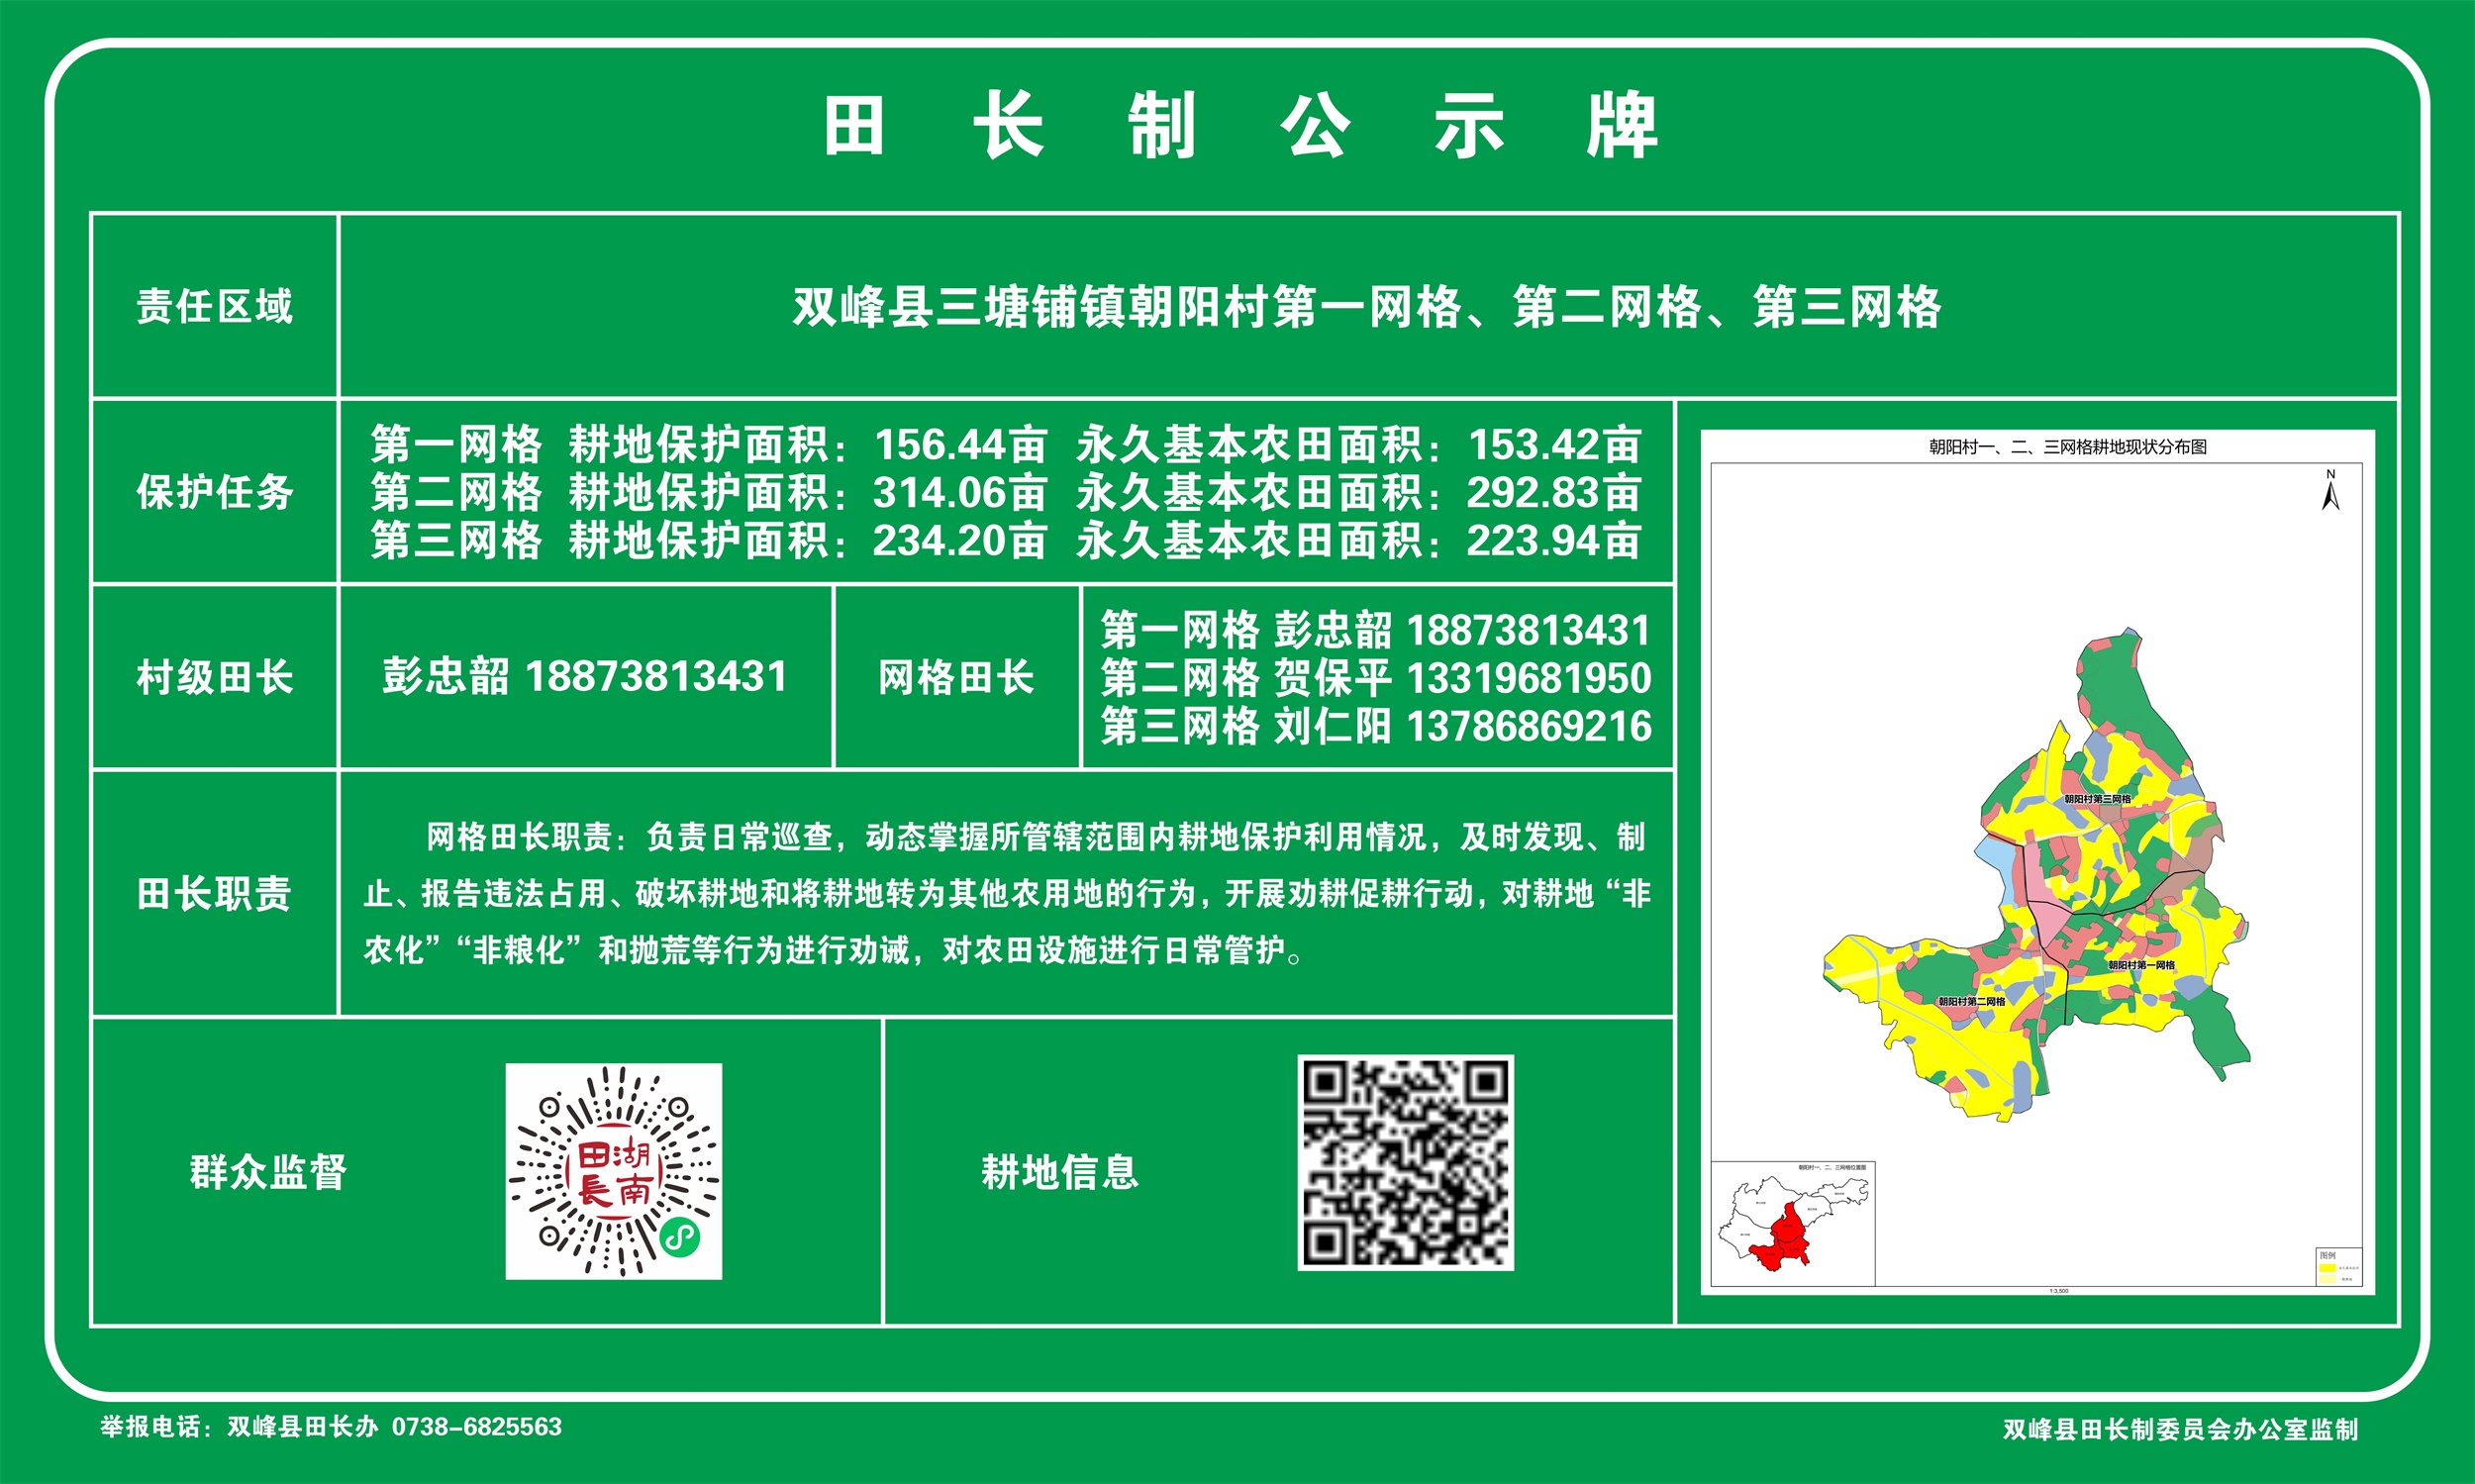 田长制公示牌
责任区域
双峰县三塘铺镇朝阳村第一网格、第二网格、第三网格
保护任务
第一网格 耕地保护面积：156.44亩 永久基本农田面积：153.42亩
第二网格 耕地保护面积：314.06亩 永久基本农田面积：292.83亩
第三网格 耕地保护面积：234.20亩 永久基本农田面积：223.94亩
村级田长
彭忠韶 18873813431
网格田长
第一网格 彭忠韶 18873813431
第二网格 贺保平 13319681950
第三网格 刘仁阳 13786869216
田长职责
网格田长职责：负责日常巡查，动态掌握所管辖范围内耕地保护利用情况，及时发现、制
止、报告违法占用、破坏耕地和将耕地转为其他农用地的行为，开展劝耕促耕行动，对耕地“非
农化”“非粮化”和抛荒等行为进行劝诫，对农田设施进行日常管护。
群众监督
田湖
長南
耕地信息
朝阳村一、二、三网格耕地现状分布图
N
朝阳村第三网格
朝阳村第一网格
朝阳村第二网格
朝阳村一、二、三网格位置图
图例
1:3,500
举报电话：双峰县田长办 0738-6825563
双峰县田长制委员会办公室监制